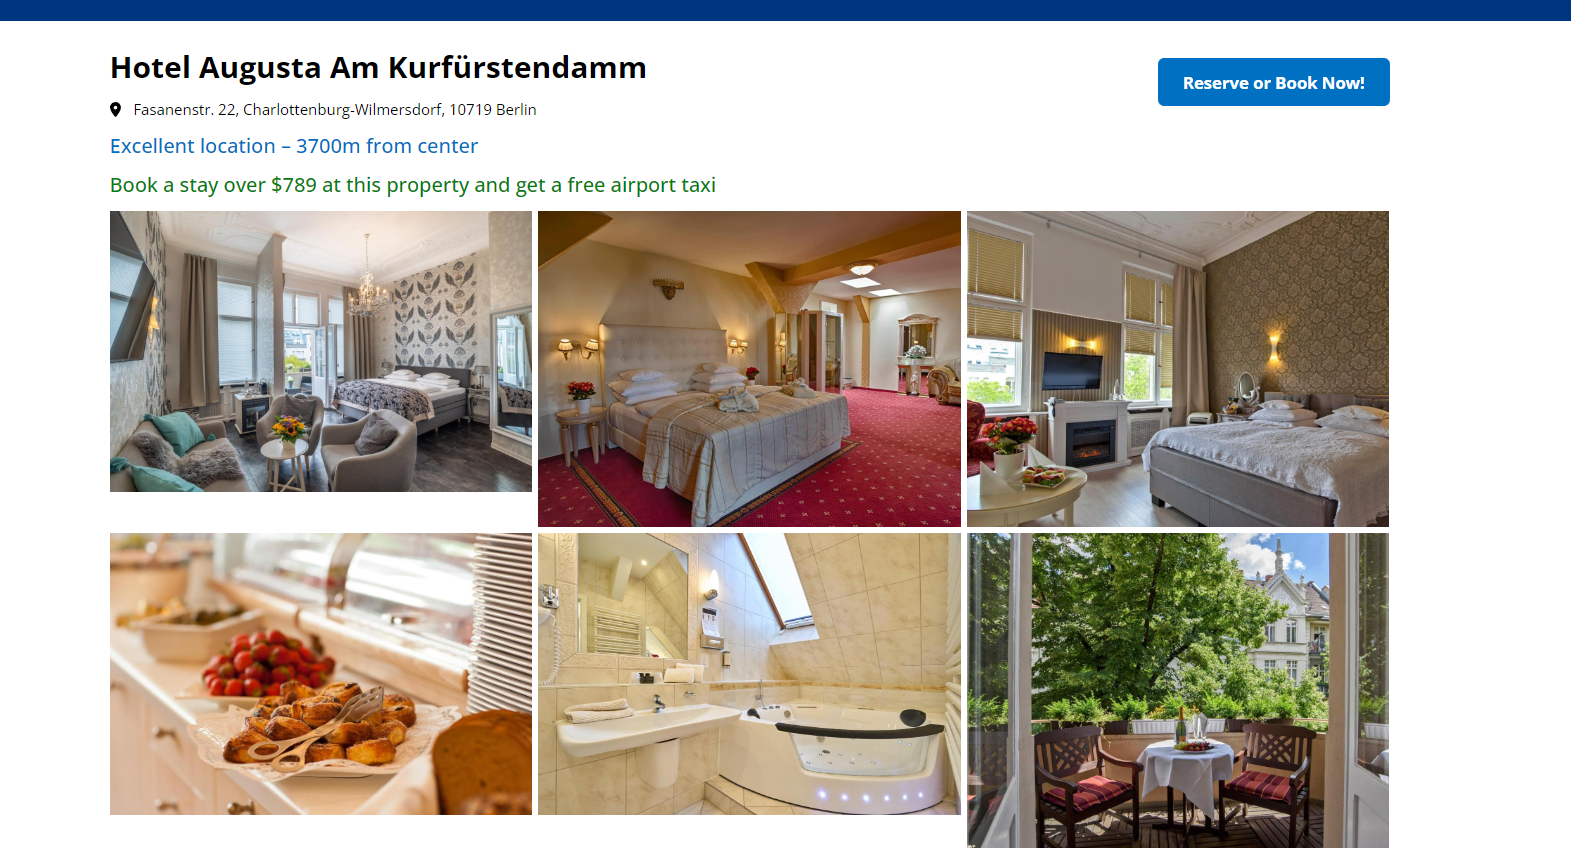 Hotel Augusta Am Kurfürstendamm
Reserve or Book Now!
Fasanenstr. 22, Charlottenburg-Wilmersdorf, 10719 Berlin
Excellent location – 3700m from center
Book a stay over $789 at this property and get a free airport taxi